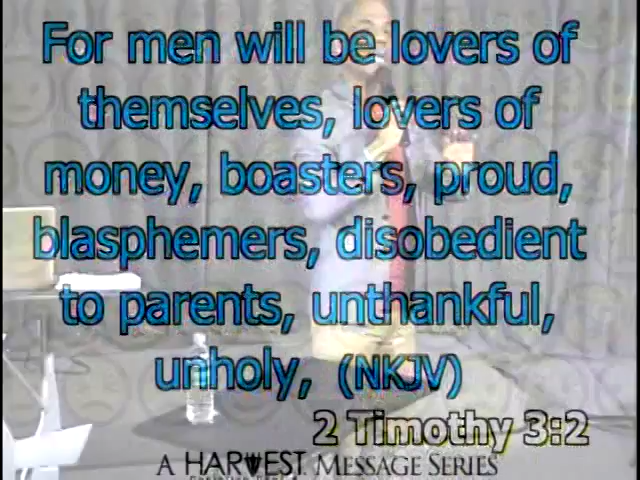 For men will be lovers of
themselves, lovers of
money, boasters, proud,
blasphemers, disobedient
to parents, unthankful,
unholy, (NKJV)
2 Timothy 3:2
A HARVEST MESSAGE SERIES